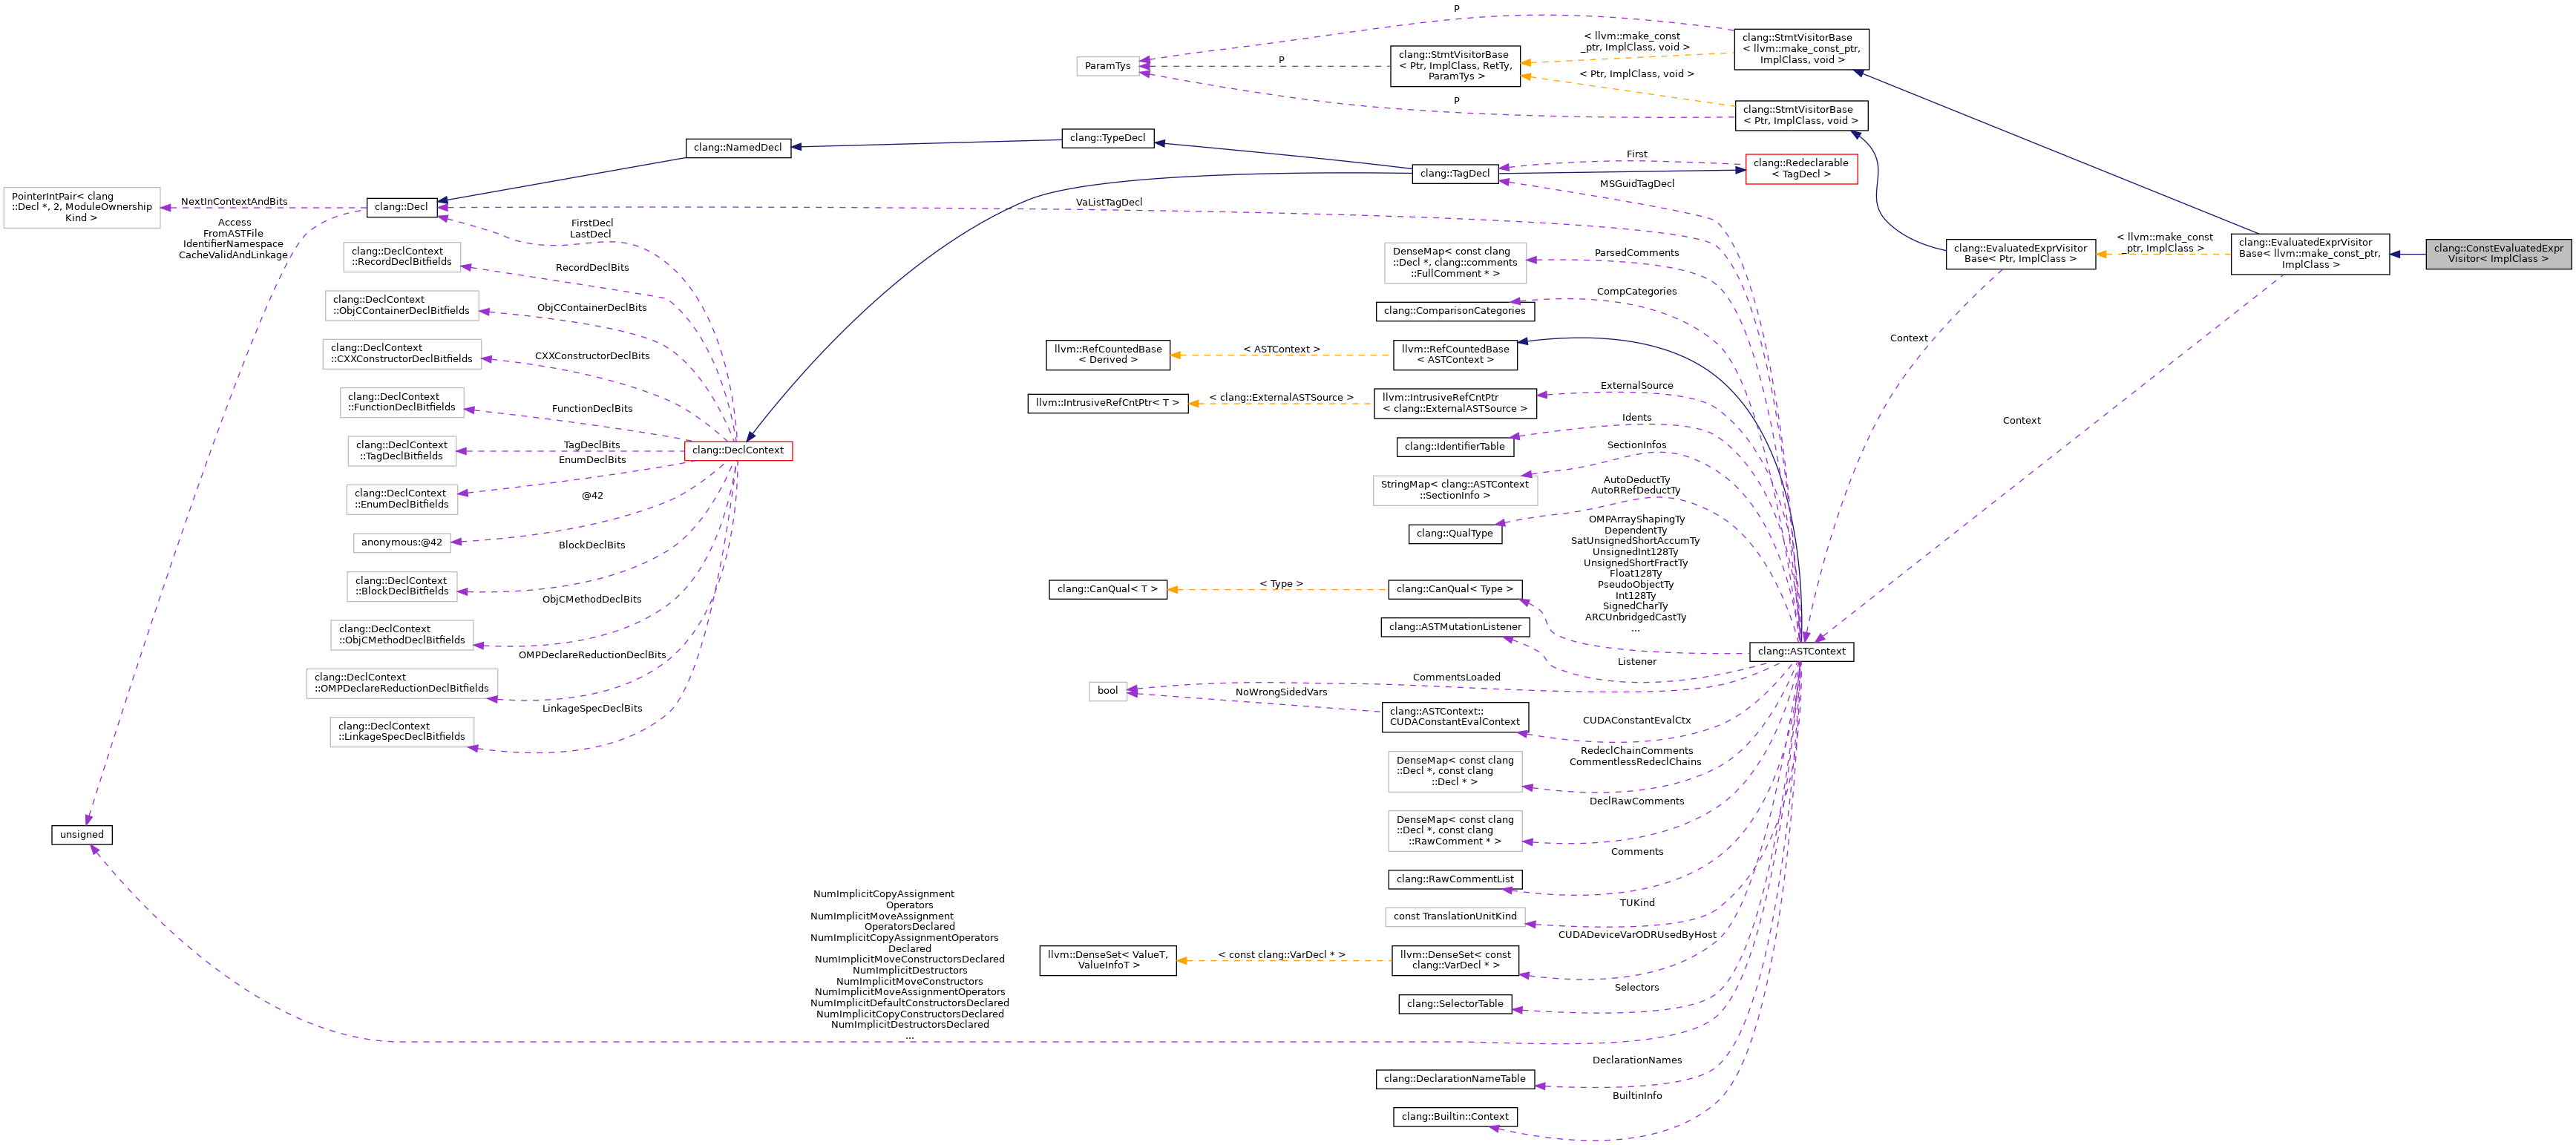 P
clang::StmtVisitorBase
< llvm::make_const_ptr,
ImplClass, void >
< llvm::make_const
_ptr, ImplClass, void >
clang::StmtVisitorBase
< Ptr, ImplClass, RetTy,
ParamTys >
P
ParamTys
< Ptr, ImplClass, void >
P
clang::StmtVisitorBase
< Ptr, ImplClass, void >
clang::TypeDecl
clang::NamedDecl
First
clang::Redeclarable
< TagDecl >
clang::TagDecl
MSGuidTagDecl
PointerIntPair< clang
::Decl *, 2, ModuleOwnership
Kind >
NextInContextAndBits
clang::Decl
VaListTagDecl
Access
FromASTFile
IdentifierNamespace
CacheValidAndLinkage
FirstDecl
LastDecl
clang::DeclContext
::RecordDeclBitfields
RecordDeclBits
DenseMap< const clang
::Decl *, clang::comments
::FullComment * >
ParsedComments
clang::EvaluatedExprVisitor
Base< Ptr, ImplClass >
< llvm::make_const
_ptr, ImplClass >
clang::EvaluatedExprVisitor
Base< llvm::make_const_ptr,
ImplClass >
clang::ConstEvaluatedExpr
Visitor< ImplClass >
clang::DeclContext
::ObjCContainerDeclBitfields
ObjCContainerDeclBits
clang::ComparisonCategories
CompCategories
clang::DeclContext
::CXXConstructorDeclBitfields
CXXConstructorDeclBits
llvm::RefCountedBase
< Derived >
< ASTContext >
llvm::RefCountedBase
< ASTContext >
Context
clang::DeclContext
::FunctionDeclBitfields
FunctionDeclBits
llvm::IntrusiveRefCntPtr< T >
< clang::ExternalASTSource >
llvm::IntrusiveRefCntPtr
< clang::ExternalASTSource >
ExternalSource
Context
clang::DeclContext
::TagDeclBitfields
TagDeclBits
clang::DeclContext
clang::IdentifierTable
Idents
EnumDeclBits
clang::DeclContext
::EnumDeclBitfields
StringMap< clang::ASTContext
::SectionInfo >
SectionInfos
@42
anonymous:@42
clang::QualType
AutoDeductTy
AutoRRefDeductTy
BlockDeclBits
clang::DeclContext
::BlockDeclBitfields
clang::CanQual< T >
< Type >
clang::CanQual< Type >
OMPArrayShapingTy
DependentTy
SatUnsignedShortAccumTy
UnsignedInt128Ty
UnsignedShortFractTy
Float128Ty
PseudoObjectTy
Int128Ty
SignedCharTy
ARCUnbridgedCastTy
...
ObjCMethodDeclBits
clang::DeclContext
::ObjCMethodDeclBitfields
clang::ASTMutationListener
Listener
clang::ASTContext
OMPDeclareReductionDeclBits
clang::DeclContext
::OMPDeclareReductionDeclBitfields
bool
CommentsLoaded
NoWrongSidedVars
clang::ASTContext::
CUDAConstantEvalContext
CUDAConstantEvalCtx
LinkageSpecDeclBits
clang::DeclContext
::LinkageSpecDeclBitfields
DenseMap< const clang
::Decl *, const clang
::Decl * >
RedeclChainComments
CommentlessRedeclChains
unsigned
DenseMap< const clang
::Decl *, const clang
::RawComment * >
DeclRawComments
clang::RawCommentList
Comments
const TranslationUnitKind
TUKind
NumImplicitCopyAssignment
Operators
NumImplicitMoveAssignment
OperatorsDeclared
NumImplicitCopyAssignmentOperators
Declared
NumImplicitMoveConstructorsDeclared
NumImplicitDestructors
NumImplicitMoveConstructors
NumImplicitMoveAssignmentOperators
NumImplicitDefaultConstructorsDeclared
NumImplicitCopyConstructorsDeclared
NumImplicitDestructorsDeclared
...
llvm::DenseSet< ValueT,
ValueInfoT >
< const clang::VarDecl * >
llvm::DenseSet< const
clang::VarDecl * >
CUDADeviceVarODRUsedByHost
clang::SelectorTable
Selectors
clang::DeclarationNameTable
DeclarationNames
clang::Builtin::Context
BuiltinInfo